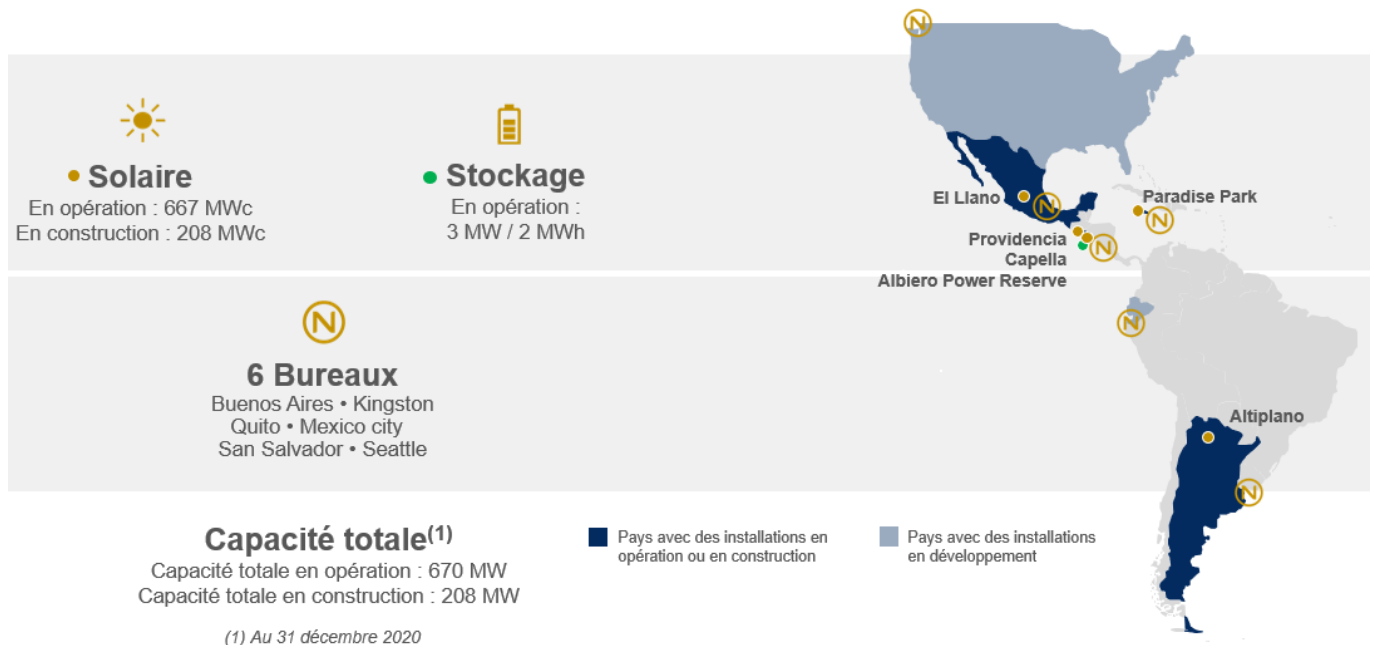 • Solaire
En opération : 667 MWc
En construction : 208 MWc
• Stockage
En opération :
3 MW / 2 MWh
N
6 Bureaux
Buenos Aires • Kingston
Quito • Mexico city
San Salvador • Seattle
Capacité totale(1)
Capacité totale en opération : 670 MW
Capacité totale en construction : 208 MW
(1) Au 31 décembre 2020
N
El Llano
N
Paradise Park
N
Providencia
Capella
N
Albiero Power Reserve
N
Altiplano
N
Pays avec des installations en
opération ou en construction
Pays avec des installations
en développement